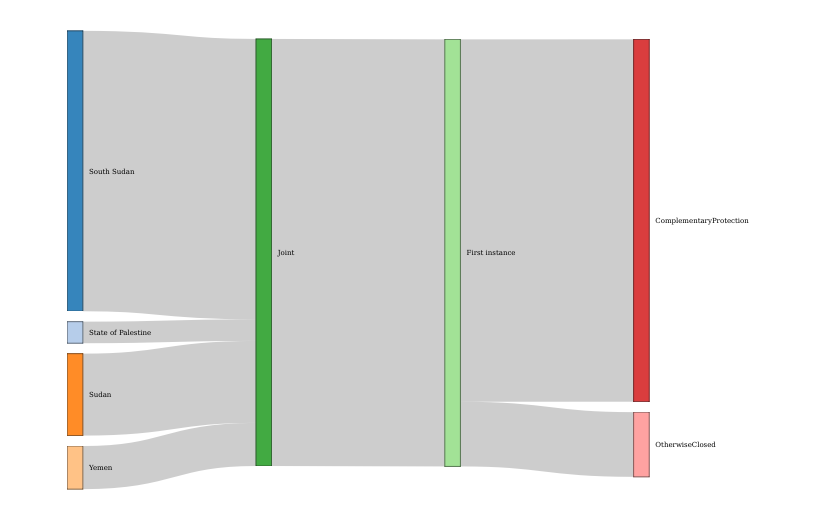 South Sudan
State of Palestine
Sudan
Yemen
Joint
First instance
ComplementaryProtection
OtherwiseClosed